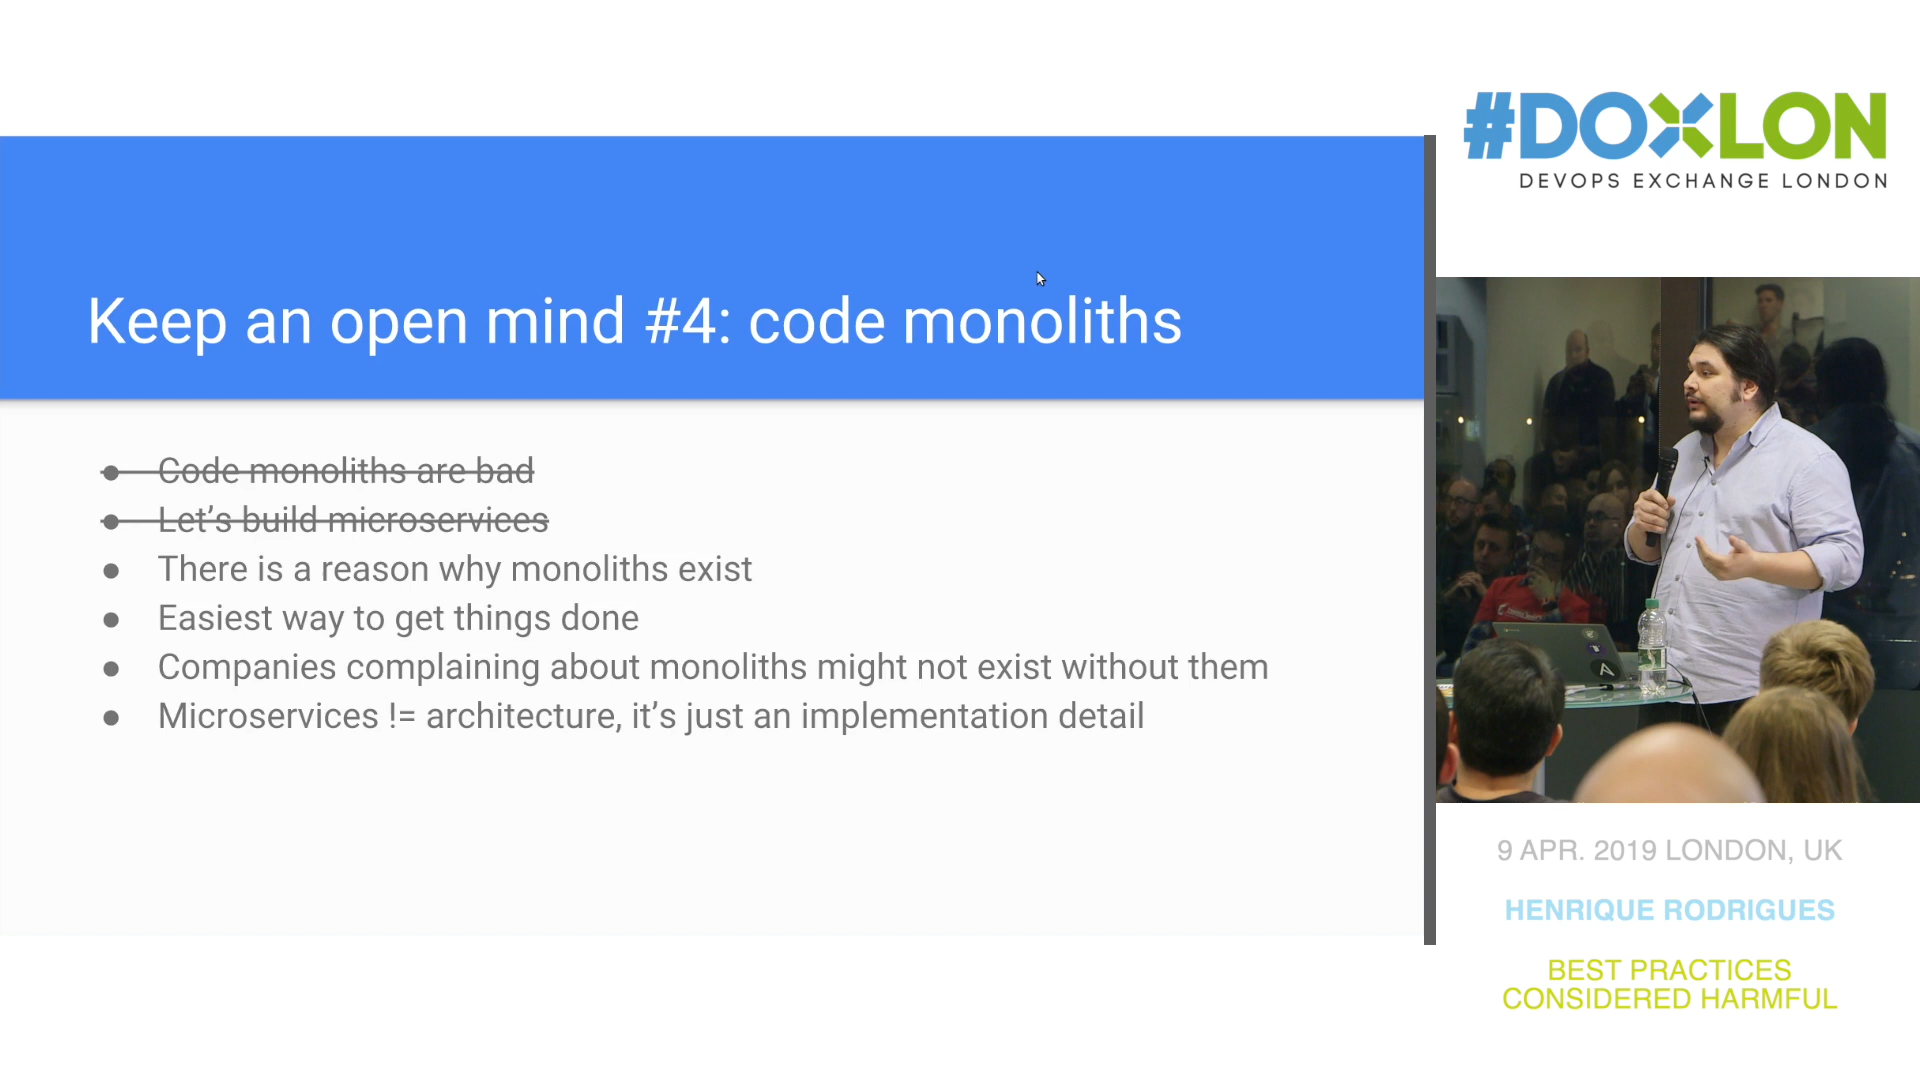 #DOXLON
DEVOPS EXCHANGE LONDON
Keep an open mind #4: code monoliths
● Code monoliths are bad
● Let’s build microservices
● There is a reason why monoliths exist
● Easiest way to get things done
● Companies complaining about monoliths might not exist without them
● Microservices != architecture, it’s just an implementation detail
9 APR. 2019 LONDON, UK
HENRIQUE RODRIGUES
BEST PRACTICES
CONSIDERED HARMFUL